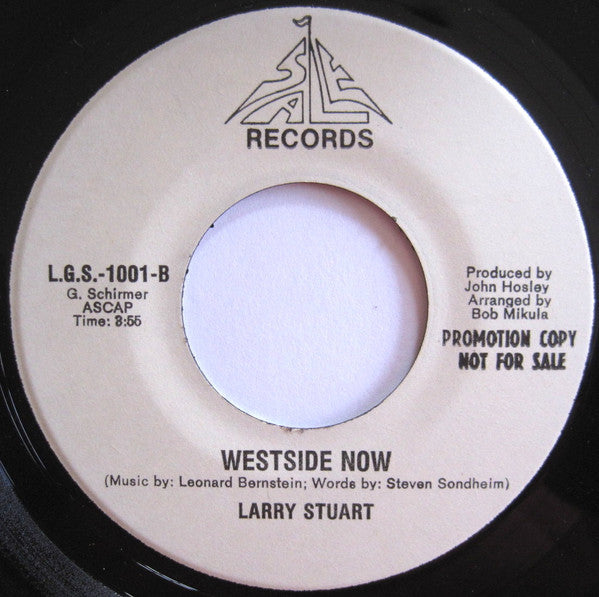 SALE
RECORDS
L.G.S.-1001-B
G. Schirmer
ASCAP
Time: 3:55
Produced by
John Hosley
Arranged by
Bob Mikula
PROMOTION COPY
NOT FOR SALE
WESTSIDE NOW
(Music by: Leonard Bernstein; Words by: Steven Sondheim)
LARRY STUART